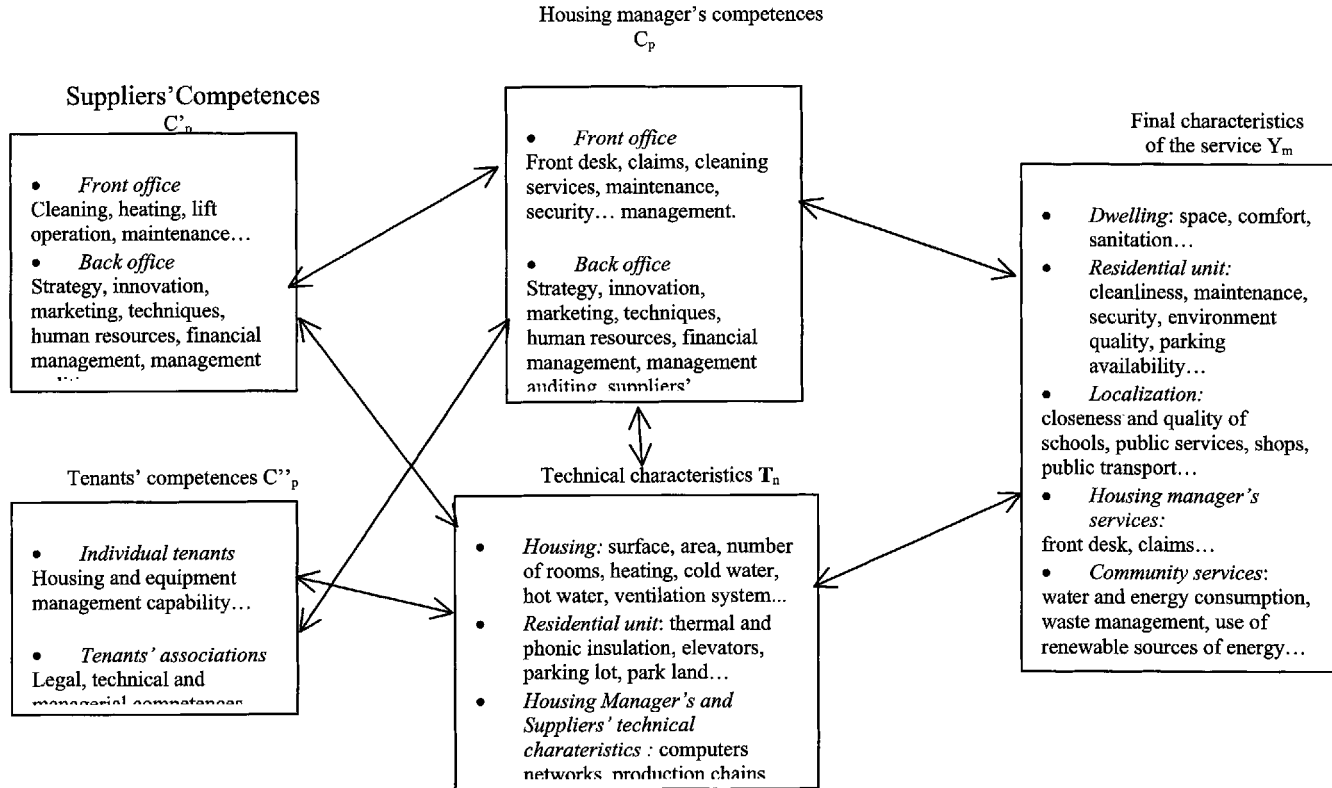 Housing manager's competences
Cp
Suppliers'Competences
C'p
• Front office
Cleaning, heating, lift
operation, maintenance…
• Back office
Strategy, innovation,
marketing, techniques,
human resources, financial
management, management
• Front office
Front desk, claims, cleaning
services, maintenance,
security… management.
• Back office
Strategy, innovation,
marketing, techniques,
human resources, financial
management, management
auditing, suppliers'
Final characteristics
of the service Ym
• Dwelling: space, comfort,
sanitation…
• Residential unit:
cleanliness, maintenance,
security, environment
quality, parking
availability…
• Localization:
closeness and quality of
schools, public services, shops,
public transport…
• Housing manager's
services:
front desk, claims…
• Community services:
water and energy consumption,
waste management, use of
renewable sources of energy…
Tenants' competences C''p
• Individual tenants
Housing and equipment
management capability…
• Tenants' associations
Legal, technical and
managerial competences
Technical characteristics Tn
• Housing: surface, area, number
of rooms, heating, cold water,
hot water, ventilation system...
• Residential unit: thermal and
phonic insulation, elevators,
parking lot, park land…
• Housing Manager's and
Suppliers' technical
charateristics : computers
networks, production chains